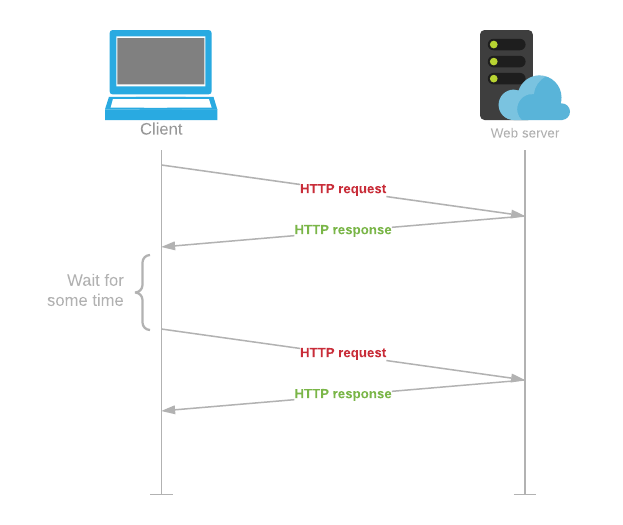 Client
Web server
HTTP request
HTTP response
Wait for
some time
HTTP request
HTTP response